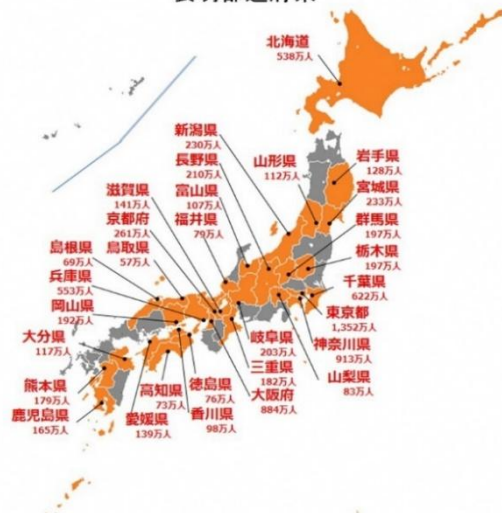 北海道
538万人
新潟県
230万人
長野県
210万人
山形県
112万人
岩手県
128万人
宮城県
233万人
滋賀県
141万人
富山県
107万人
群馬県
197万人
京都府
261万人
福井県
79万人
栃木県
197万人
島根県
69万人
鳥取県
57万人
千葉県
622万人
兵庫県
553万人
東京都
1,352万人
岡山県
192万人
岐阜県
203万人
神奈川県
913万人
大分県
117万人
三重県
182万人
山梨県
83万人
熊本県
179万人
高知県
73万人
徳島県
76万人
大阪府
884万人
鹿児島県
165万人
愛媛県
139万人
香川県
98万人